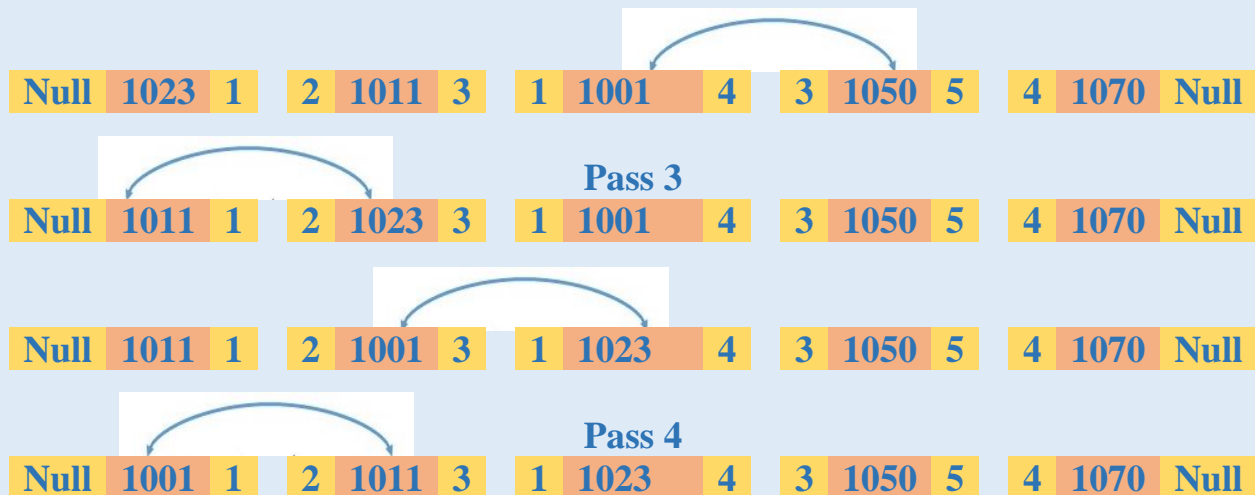 Null 1023 1 2 1011 3 1 1001 4 3 1050 5 4 1070 Null
Pass 3
Null 1011 1 2 1023 3 1 1001 4 3 1050 5 4 1070 Null
Null 1011 1 2 1001 3 1 1023 4 3 1050 5 4 1070 Null
Pass 4
Null 1001 1 2 1011 3 1 1023 4 3 1050 5 4 1070 Null